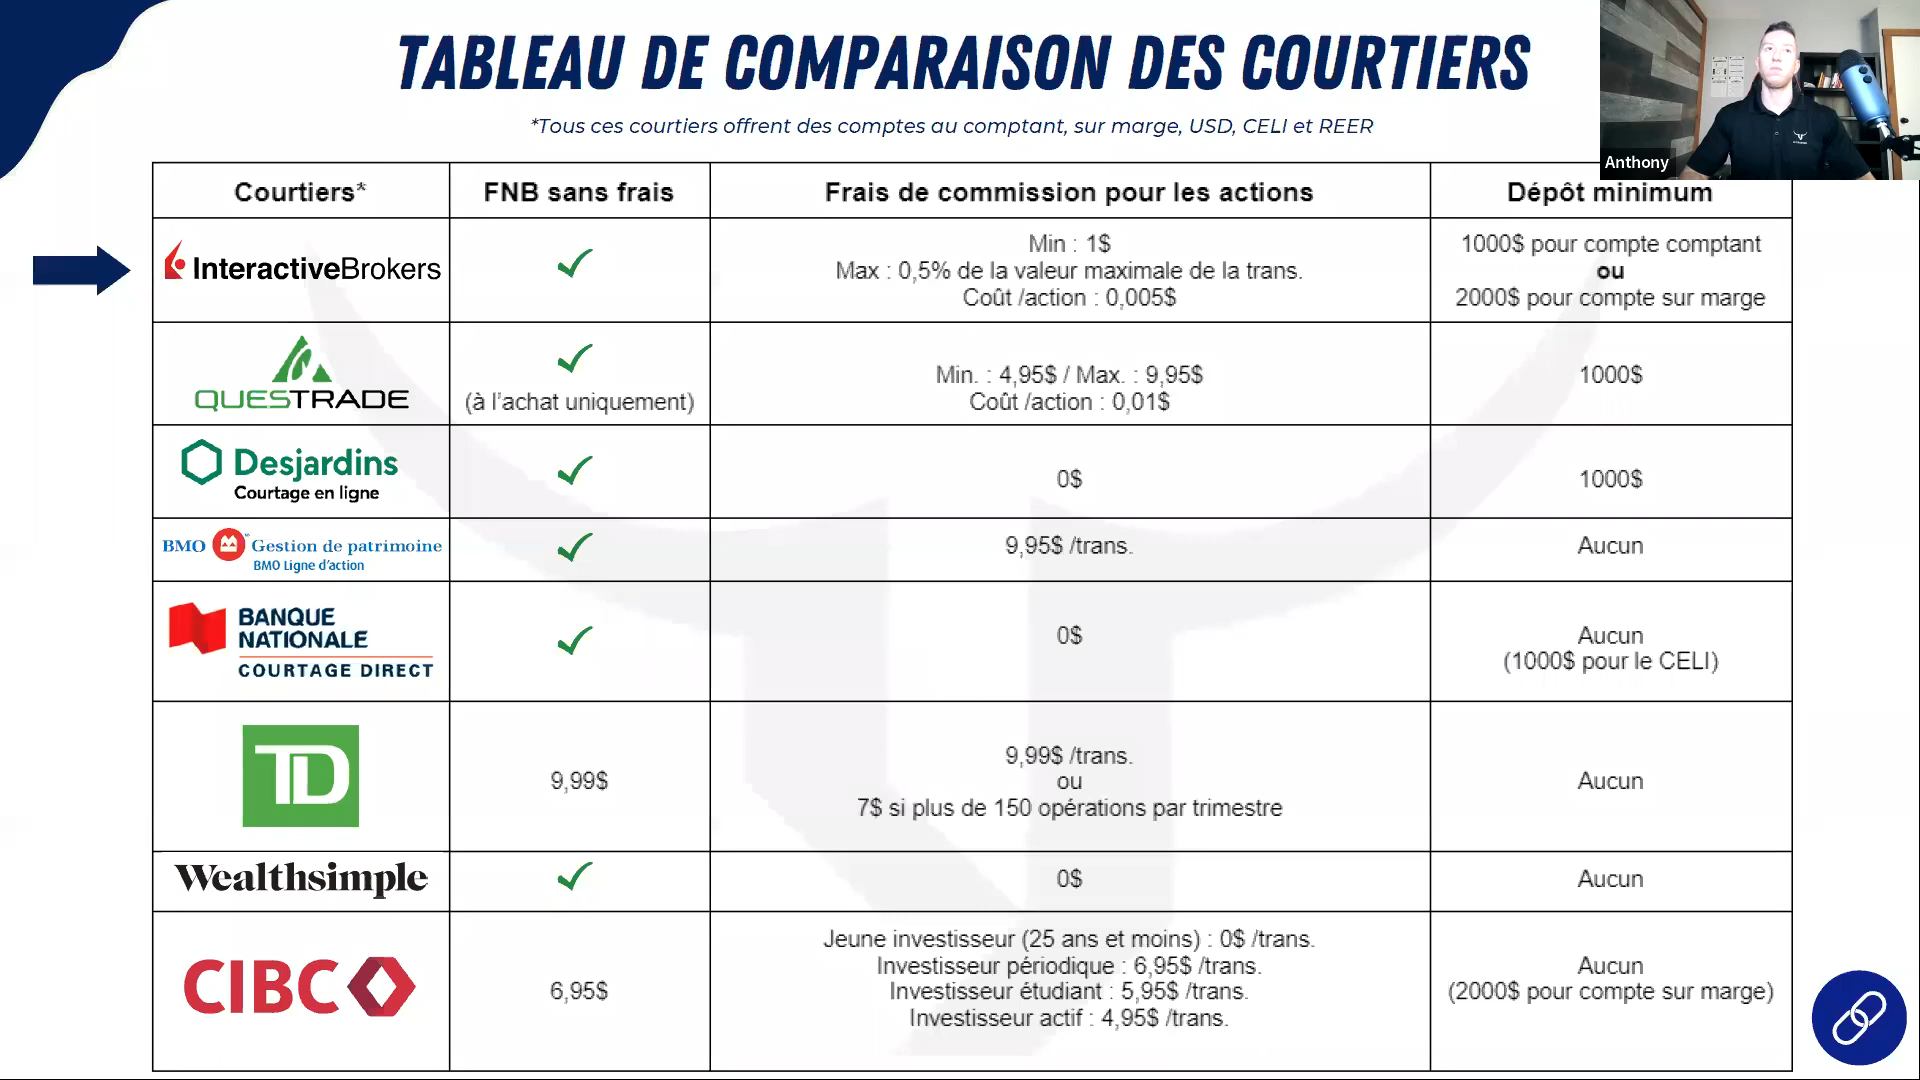 TABLEAU DE COMPARAISON DES COURTIERS
*Tous ces courtiers offrent des comptes au comptant, sur marge, USD, CELI et REER
Anthony
Courtiers*
FNB sans frais
Frais de commission pour les actions
Dépôt minimum
InteractiveBrokers
Min : 1$
Max : 0,5% de la valeur maximale de la trans.
Coût /action : 0,005$
1000$ pour compte comptant
ou
2000$ pour compte sur marge
QUESTRADE
(à l'achat uniquement)
Min. : 4,95$ / Max. : 9,95$
Coût /action : 0,01$
1000$
Desjardins
Courtage en ligne
0$
1000$
BMO Gestion de patrimoine
BMO Ligne d'action
9,95$ /trans.
Aucun
BANQUE
NATIONALE
COURTAGE DIRECT
0$
Aucun
(1000$ pour le CELI)
TD
9,99$
9,99$ /trans.
ou
7$ si plus de 150 opérations par trimestre
Aucun
Wealthsimple
0$
Aucun
CIBC
6,95$
Jeune investisseur (25 ans et moins) : 0$ /trans.
Investisseur périodique : 6,95$ /trans.
Investisseur étudiant : 5,95$ /trans.
Investisseur actif : 4,95$ /trans.
Aucun
(2000$ pour compte sur marge)